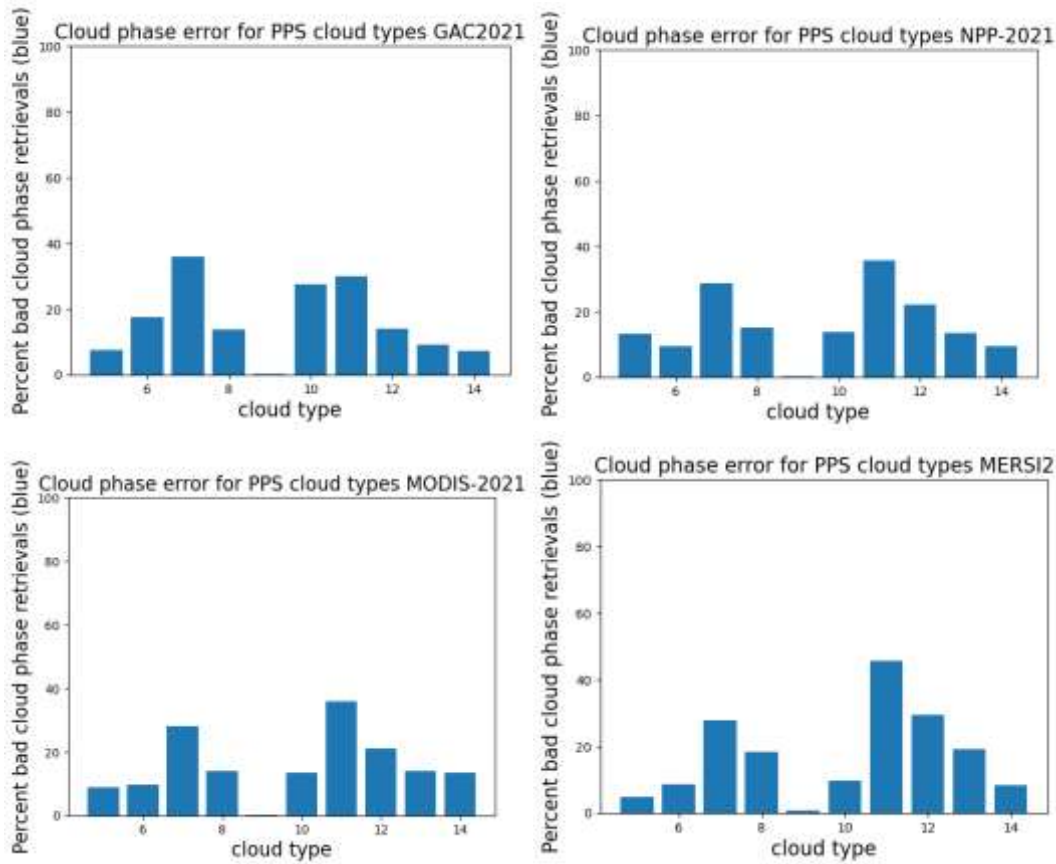 Cloud phase error for PPS cloud types GAC2021
Percent bad cloud phase retrievals (blue)
100
80
60
40
20
0
6 8 10 12 14
cloud type
Cloud phase error for PPS cloud types NPP-2021
Percent bad cloud phase retrievals (blue)
100
80
60
40
20
0
6 8 10 12 14
cloud type
Cloud phase error for PPS cloud types MODIS-2021
Percent bad cloud phase retrievals (blue)
100
80
60
40
20
0
6 8 10 12 14
cloud type
Cloud phase error for PPS cloud types MERSI2
Percent bad cloud phase retrievals (blue)
100
80
60
40
20
0
6 8 10 12 14
cloud type